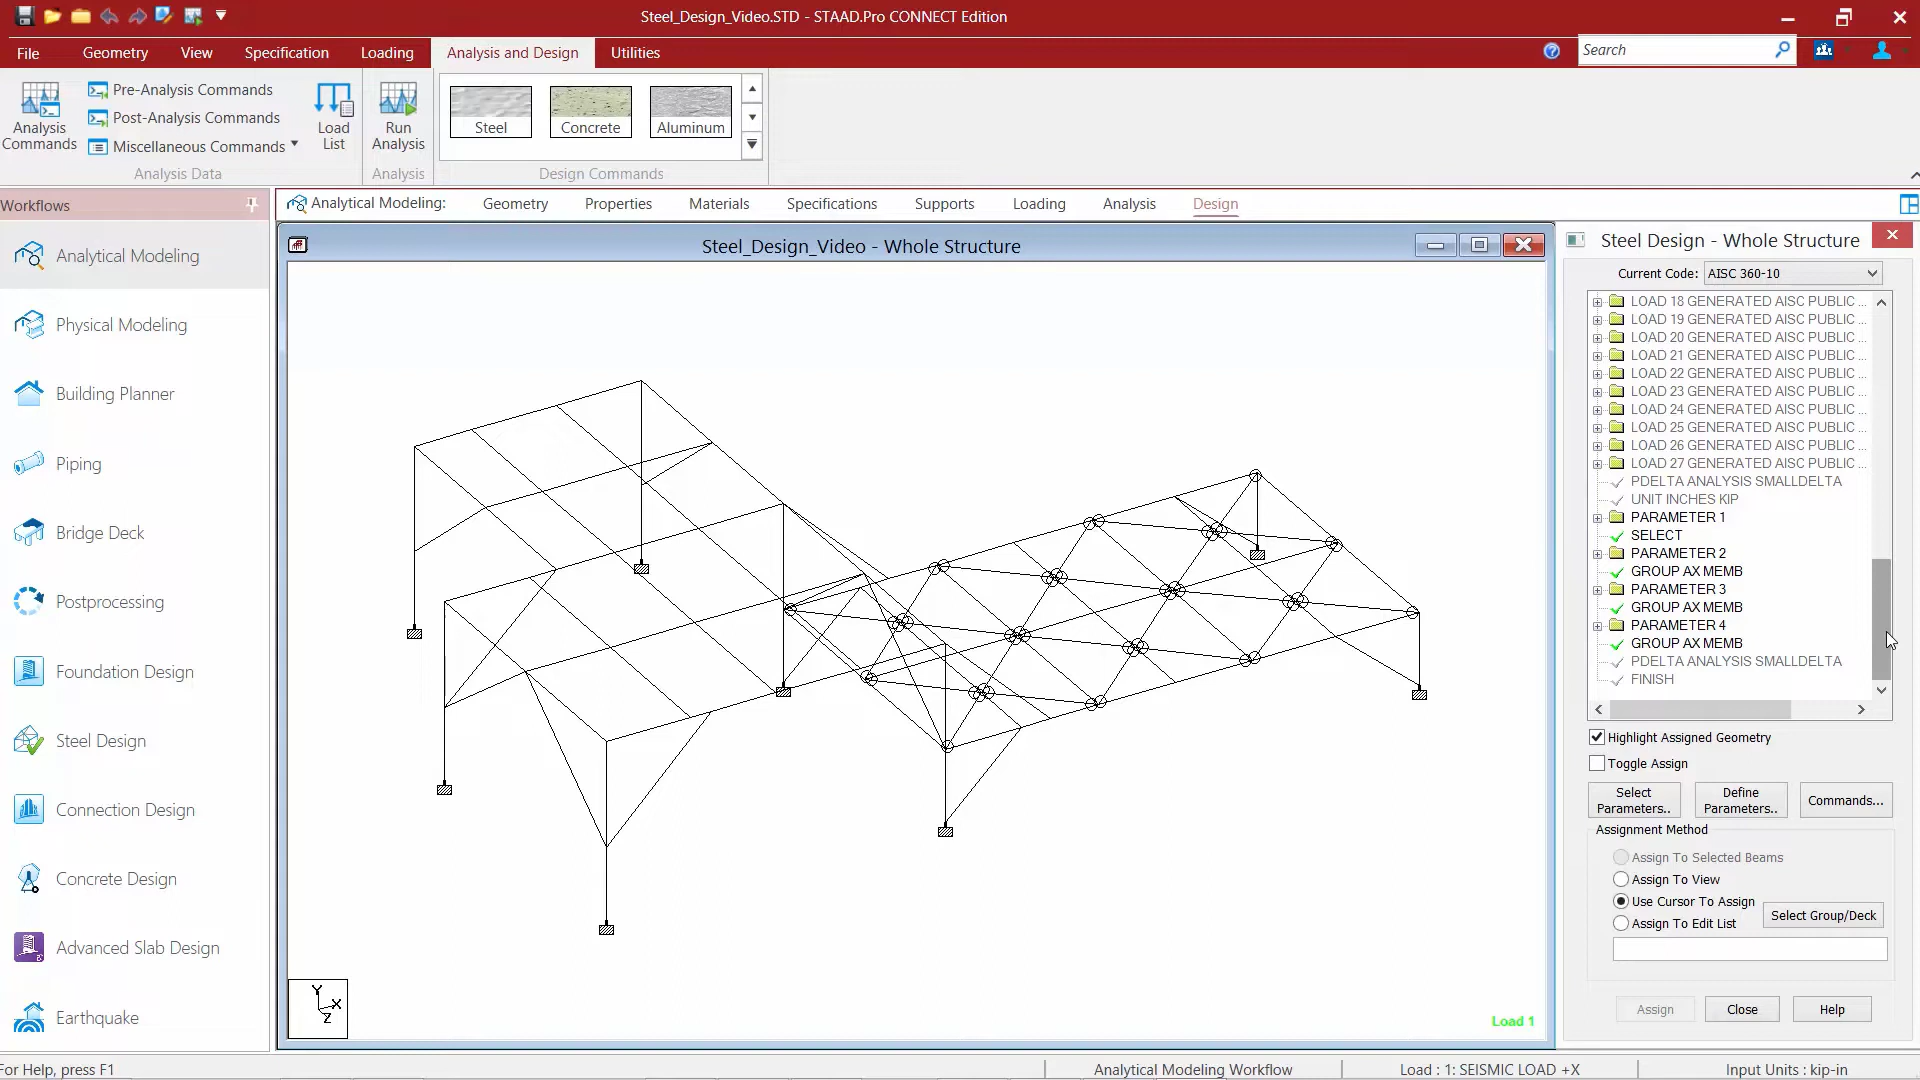 Steel_Design_Video.STD - STAAD.Pro CONNECT Edition
File
Geometry
View
Specification
Loading
Analysis and Design
Utilities
Search
Analysis
Commands
Pre-Analysis Commands
Post-Analysis Commands
Miscellaneous Commands
Load
List
Run
Analysis
Steel
Concrete
Aluminum
Analysis Data
Analysis
Design Commands
Workflows
Analytical Modeling:
Geometry
Properties
Materials
Specifications
Supports
Loading
Analysis
Design
Analytical Modeling
Physical Modeling
Building Planner
Piping
Bridge Deck
Postprocessing
Foundation Design
Steel Design
Connection Design
Concrete Design
Advanced Slab Design
Earthquake
Steel_Design_Video - Whole Structure
Y
X
Z
Load 1
Steel Design - Whole Structure
Current Code: AISC 360-10
LOAD 18 GENERATED AISC PUBLIC ...
LOAD 19 GENERATED AISC PUBLIC ...
LOAD 20 GENERATED AISC PUBLIC ...
LOAD 21 GENERATED AISC PUBLIC ...
LOAD 22 GENERATED AISC PUBLIC ...
LOAD 23 GENERATED AISC PUBLIC ...
LOAD 24 GENERATED AISC PUBLIC ...
LOAD 25 GENERATED AISC PUBLIC ...
LOAD 26 GENERATED AISC PUBLIC ...
LOAD 27 GENERATED AISC PUBLIC ...
PDELTA ANALYSIS SMALLDELTA
UNIT INCHES KIP
PARAMETER 1
SELECT
PARAMETER 2
GROUP AX MEMB
PARAMETER 3
GROUP AX MEMB
PARAMETER 4
GROUP AX MEMB
PDELTA ANALYSIS SMALLDELTA
FINISH
Highlight Assigned Geometry
Toggle Assign
Select
Parameters..
Define
Parameters..
Commands...
Assignment Method
Assign To Selected Beams
Assign To View
Use Cursor To Assign
Assign To Edit List
Select Group/Deck
Assign
Close
Help
For Help, press F1
Analytical Modeling Workflow
Load : 1: SEISMIC LOAD +X
Input Units : kip-in